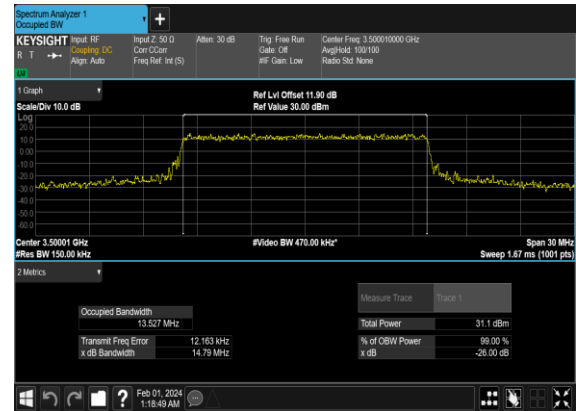 Spectrum Analyzer 1
Occupied BW
KEYSIGHT
R T
Input: RF
Coupling: DC
Align: Auto
Input Z: 50 Ω
Corr CCorr
Freq Ref: Int (S)
Atten: 30 dB
Trig: Free Run
Gate: Off
#IF Gain: Low
Center Freq: 3.500010000 GHz
Avg|Hold: 100/100
Radio Std: None
1 Graph
Scale/Div 10.0 dB
Ref Lvl Offset 11.90 dB
Ref Value 30.00 dBm
Log
20.0
10.0
0.00
-10.0
-20.0
-30.0
-40.0
-50.0
-60.0
Center 3.50001 GHz
#Video BW 470.00 kHz*
Span 30 MHz
#Res BW 150.00 kHz
Sweep 1.67 ms (1001 pts)
2 Metrics
Measure Trace Trace 1
Occupied Bandwidth
13.527 MHz
Total Power 31.1 dBm
Transmit Freq Error 12.163 kHz
% of OBW Power 99.00 %
x dB Bandwidth 14.79 MHz
x dB -26.00 dB
Feb 01, 2024
1:18:49 AM